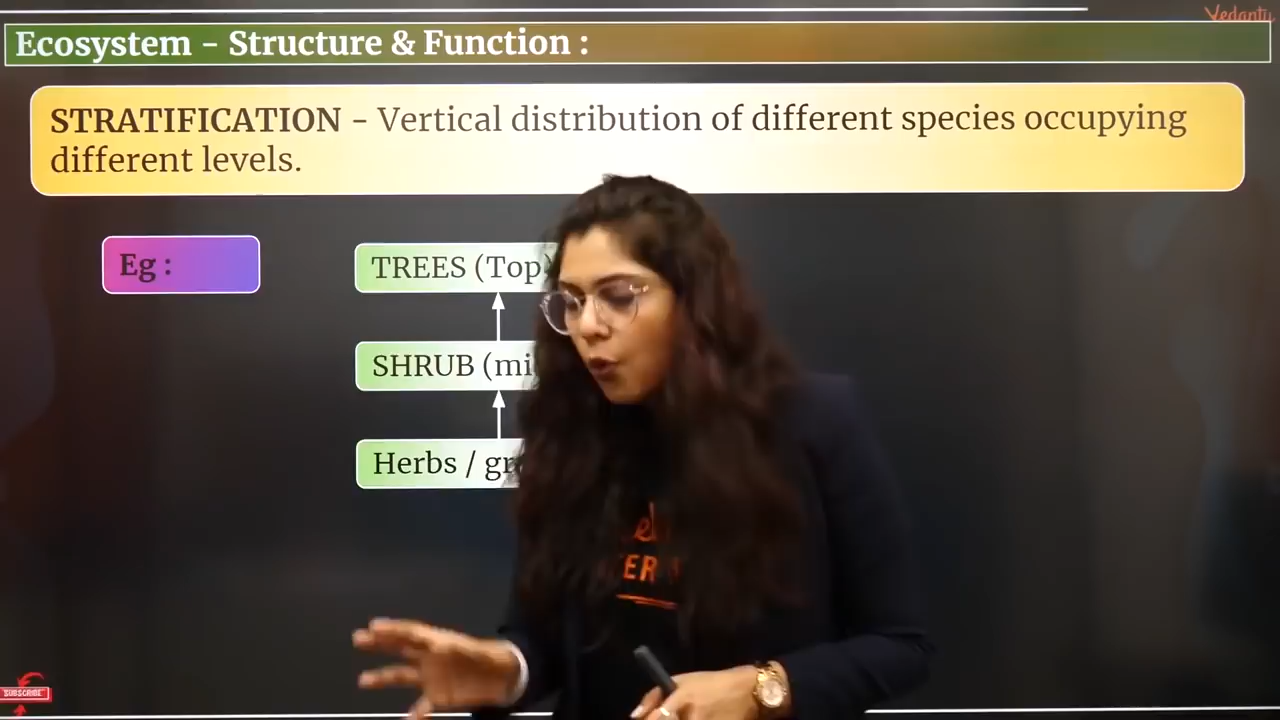 Vedantu
Ecosystem - Structure & Function :
STRATIFICATION - Vertical distribution of different species occupying
different levels.
Eg :
TREES (Top)
SHRUB (mi
Herbs / gr
SUBSCRIBE